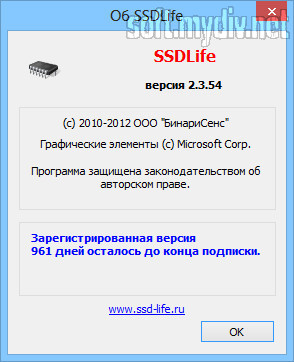 Об SSDLife
softmydiv.net
SSDLife
версия 2.3.54
(c) 2010-2012 ООО "БинариСенс"
Графические элементы (c) Microsoft Corp.
Программа защищена законодательством об
авторском праве.
Зарегистрированная версия
961 дней осталось до конца подписки.
www.ssd-life.ru
OK